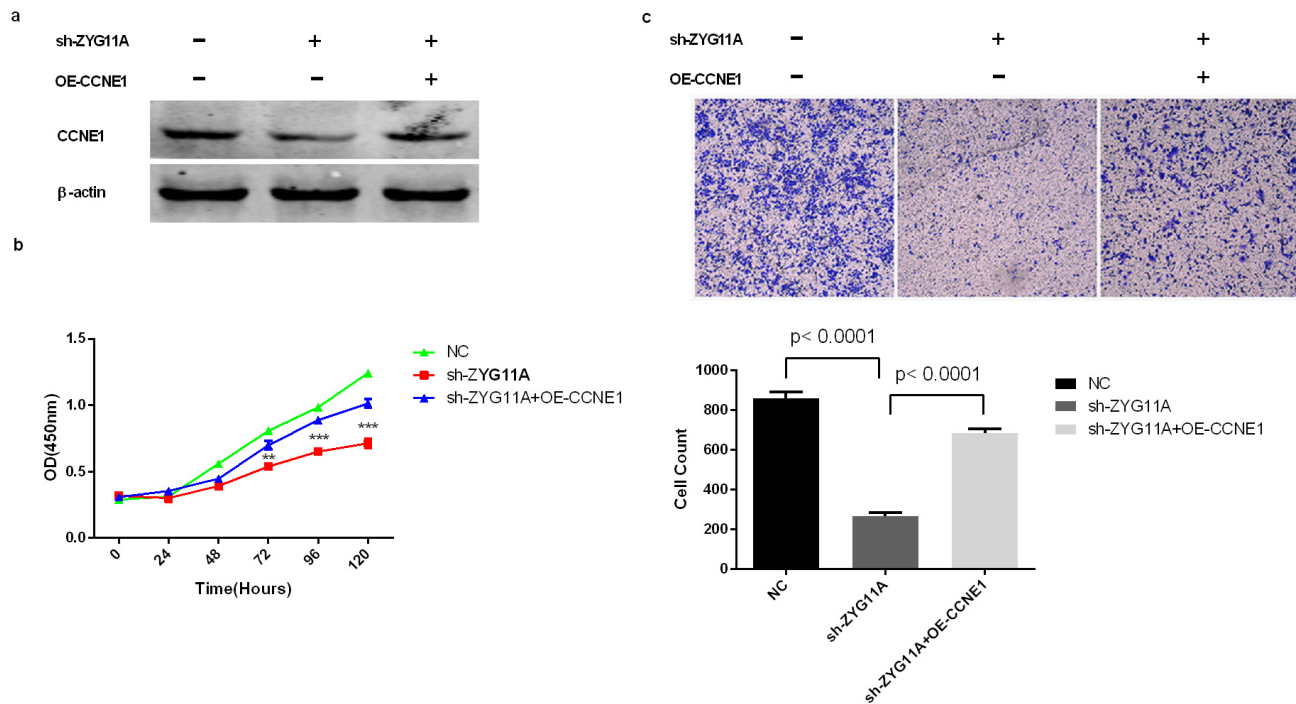 a
sh-ZYG11A – + +
OE-CCNE1 – – +
CCNE1
β-actin
b
1.5
1.0
0.5
0.0
OD(450nm)
0 24 48 72 96 120
Time(Hours)
** *** ***
NC
sh-ZYG11A
sh-ZYG11A+OE-CCNE1
c
sh-ZYG11A – + +
OE-CCNE1 – – +
p< 0.0001
p< 0.0001
1000
800
600
400
200
0
Cell Count
NC
sh-ZYG11A
sh-ZYG11A+OE-CCNE1
NC
sh-ZYG11A
sh-ZYG11A+OE-CCNE1